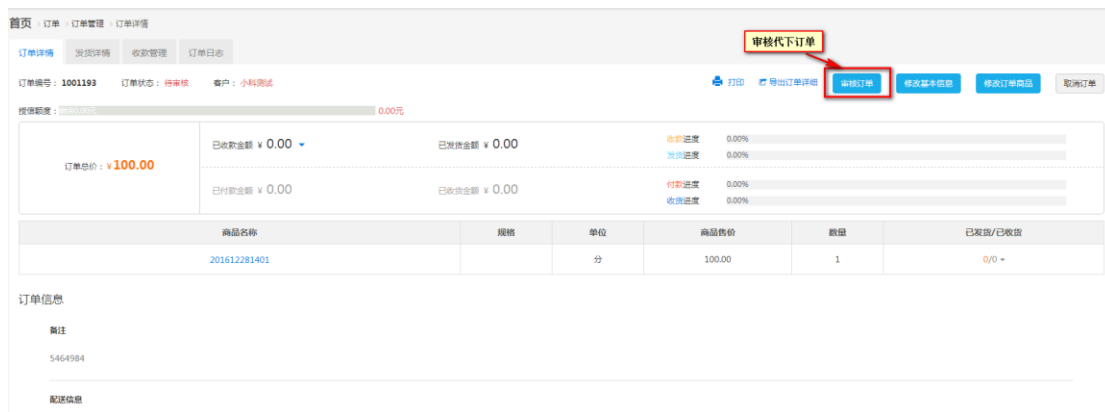 首页 > 订单 > 订单管理 > 订单详情
审核代下订单
订单详情 发货详情 收款管理 订单日志
订单编号： 1001193 订单状态： 待审核 客户： 小科测试 打印 导出订单详细 审核订单 修改基本信息 修改订单商品 取消订单
授信额度： 0.00元
订单总价： ¥100.00
已收款金额 ¥ 0.00 已发货金额 ¥ 0.00
收款进度 0.00%
发货进度 0.00%
已付款金额 ¥ 0.00 已收货金额 ¥ 0.00
付款进度 0.00%
收货进度 0.00%
商品名称 规格 单位 商品售价 数量 已发货/已收货
201612281401 分 100.00 1 0/0
订单信息
备注
5464984
配送信息